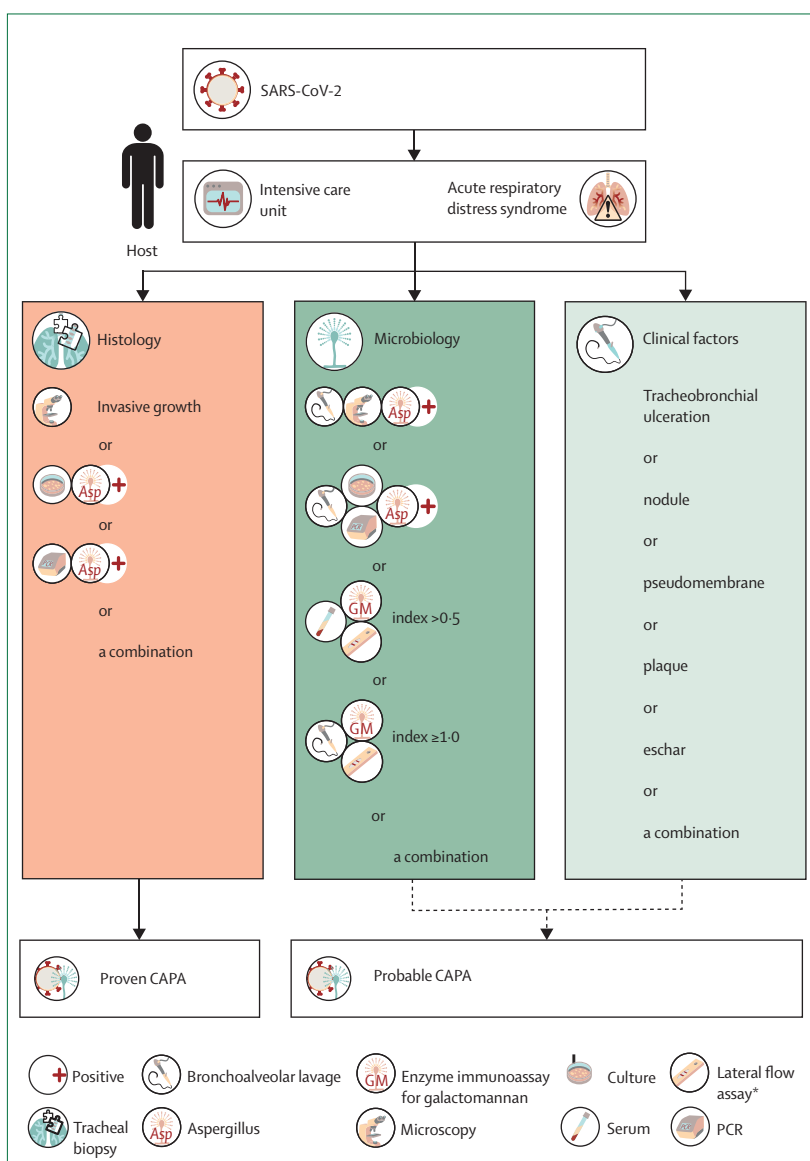 SARS-CoV-2
Host
Intensive care
unit
Acute respiratory
distress syndrome
Histology
Invasive growth
or
Asp
+
or
PCR
Asp
+
or
a combination
Microbiology
Asp
+
or
PCR
Asp
+
or
GM
index >0·5
or
GM
index ≥1·0
or
a combination
Clinical factors
Tracheobronchial
ulceration
or
nodule
or
pseudomembrane
or
plaque
or
eschar
or
a combination
Proven CAPA
Probable CAPA
+
Positive
Bronchoalveolar lavage
GM
Enzyme immunoassay
for galactomannan
Culture
Lateral flow
assay*
Tracheal
biopsy
Asp
Aspergillus
Microscopy
Serum
PCR
PCR